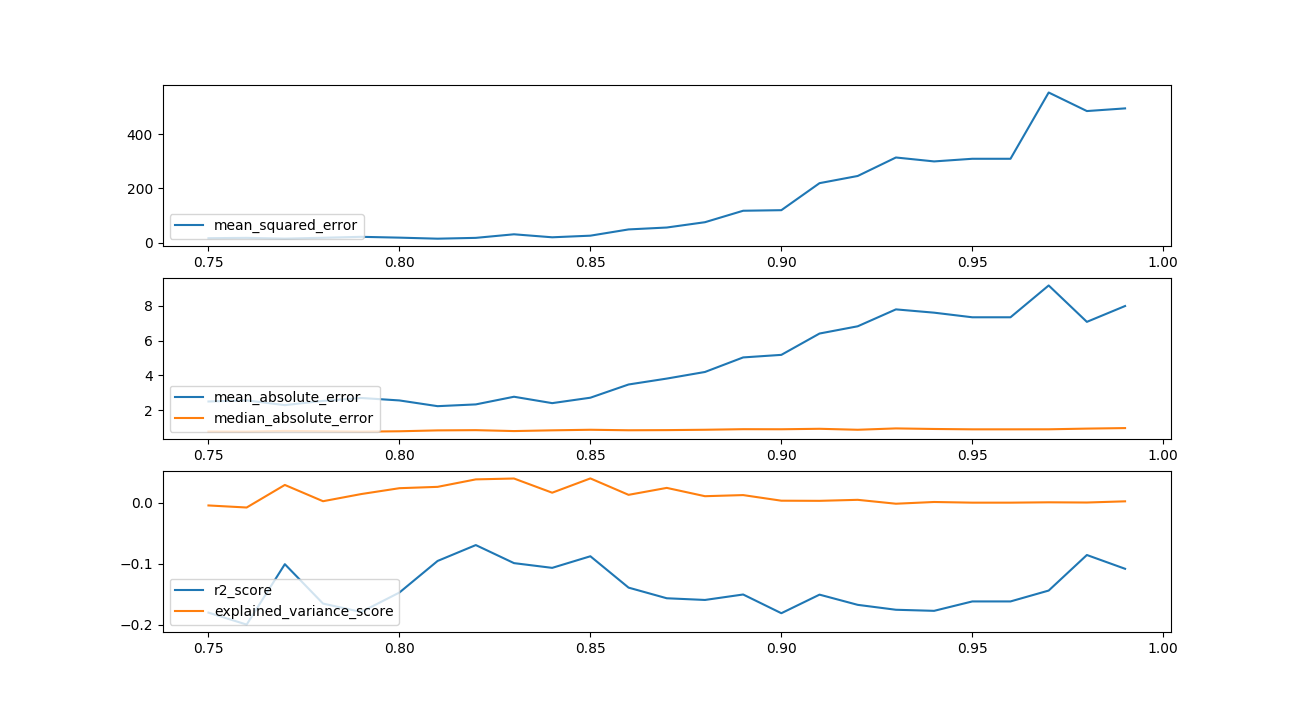 400
200
0
mean_squared_error
0.75 0.80 0.85 0.90 0.95 1.00
8
6
4
2
mean_absolute_error
median_absolute_error
0.75 0.80 0.85 0.90 0.95 1.00
0.0
−0.1
−0.2
r2_score
explained_variance_score
0.75 0.80 0.85 0.90 0.95 1.00